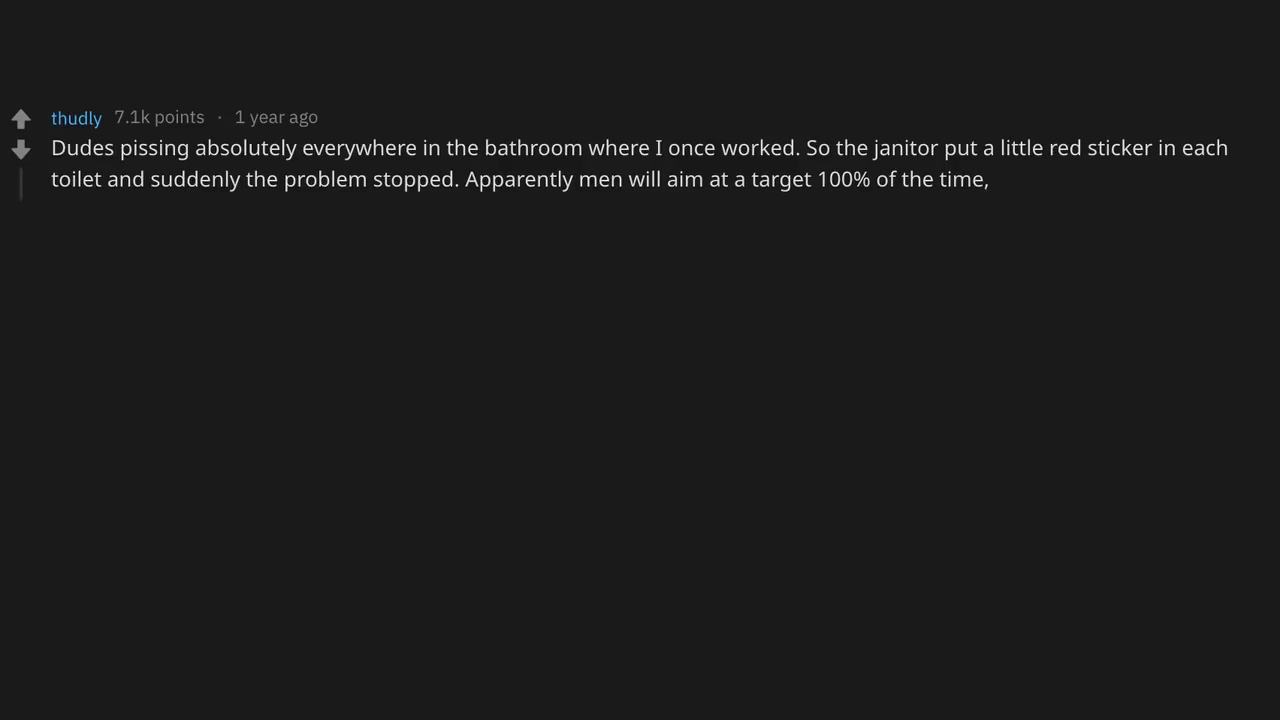 thudly 7.1k points · 1 year ago
Dudes pissing absolutely everywhere in the bathroom where I once worked. So the janitor put a little red sticker in each
toilet and suddenly the problem stopped. Apparently men will aim at a target 100% of the time,